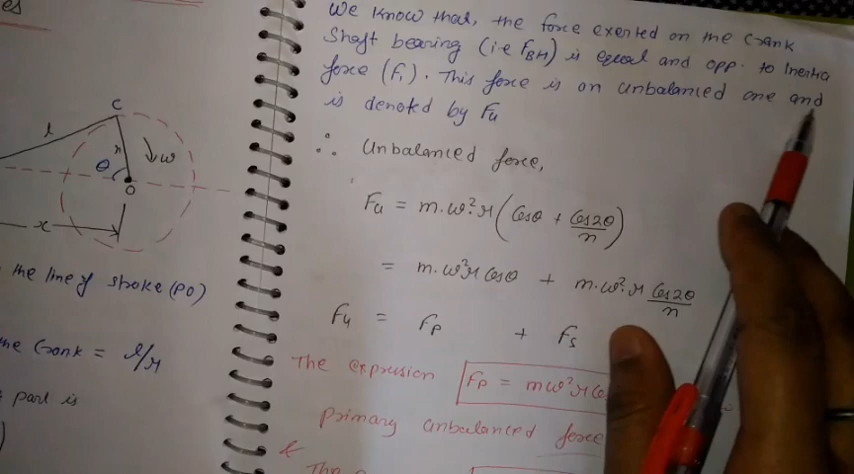 es
C
l
r
θ
ω
O
x
the line of stroke (PO)
the Crank = l/r
part is
We know that, the force exerted on the Crank
Shaft bearing (i.e FBH) is equal and opp. to Inertia
force (FI). This force is an unbalanced one and
is denoted by Fu
∴ Unbalanced force,
Fu = m.ω².r (Cosθ + Cos2θ/n)
= m.ω²r Cosθ + m.ω².r Cos2θ/n
Fu = Fp + Fs
The expression Fp = mω²r Co
primary unbalanced force
&